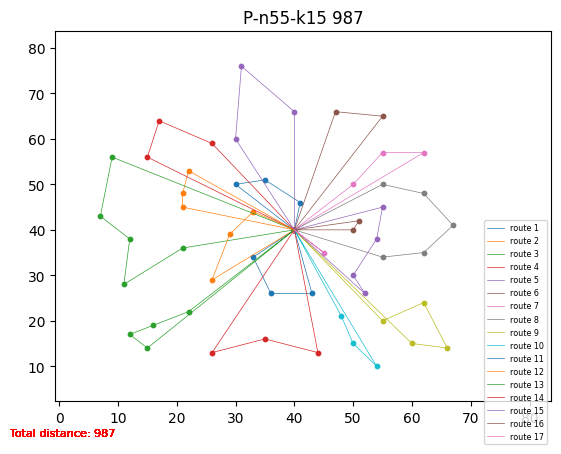 P-n55-k15 987
80
70
60
50
40
30
20
10
0
10
20
30
40
50
60
70
80
route 1
route 2
route 3
route 4
route 5
route 6
route 7
route 8
route 9
route 10
route 11
route 12
route 13
route 14
route 15
route 16
route 17
Total distance: 987